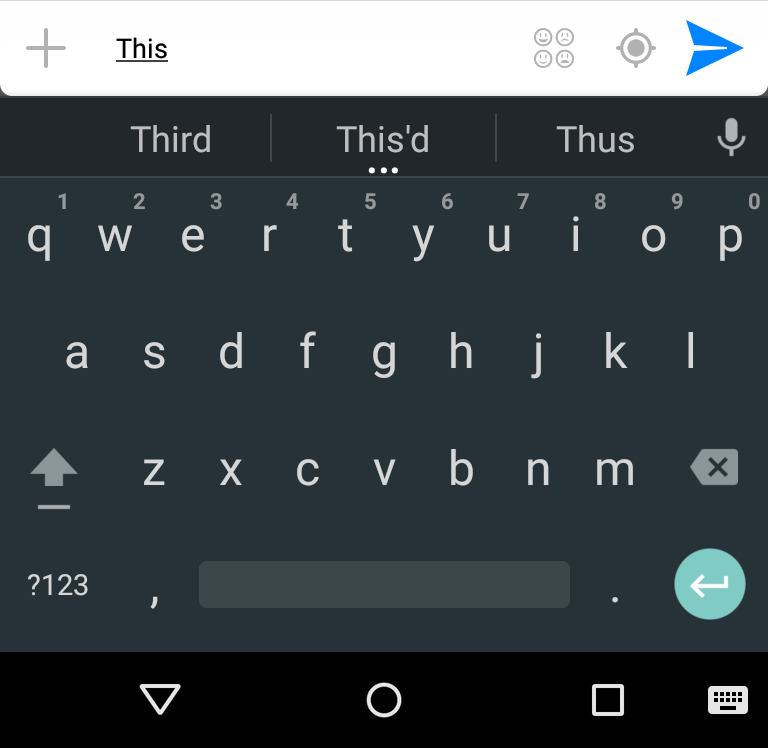 This
Third This'd Thus
1 2 3 4 5 6 7 8 9 0
q w e r t y u i o p
a s d f g h j k l
z x c v b n m
?123 , .